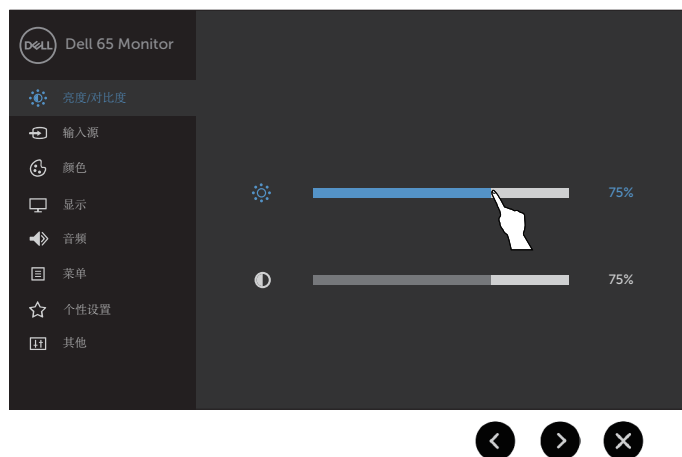 DELL
Dell 65 Monitor
亮度/对比度
输入源
颜色
显示
75%
音频
菜单
75%
个性设置
其他